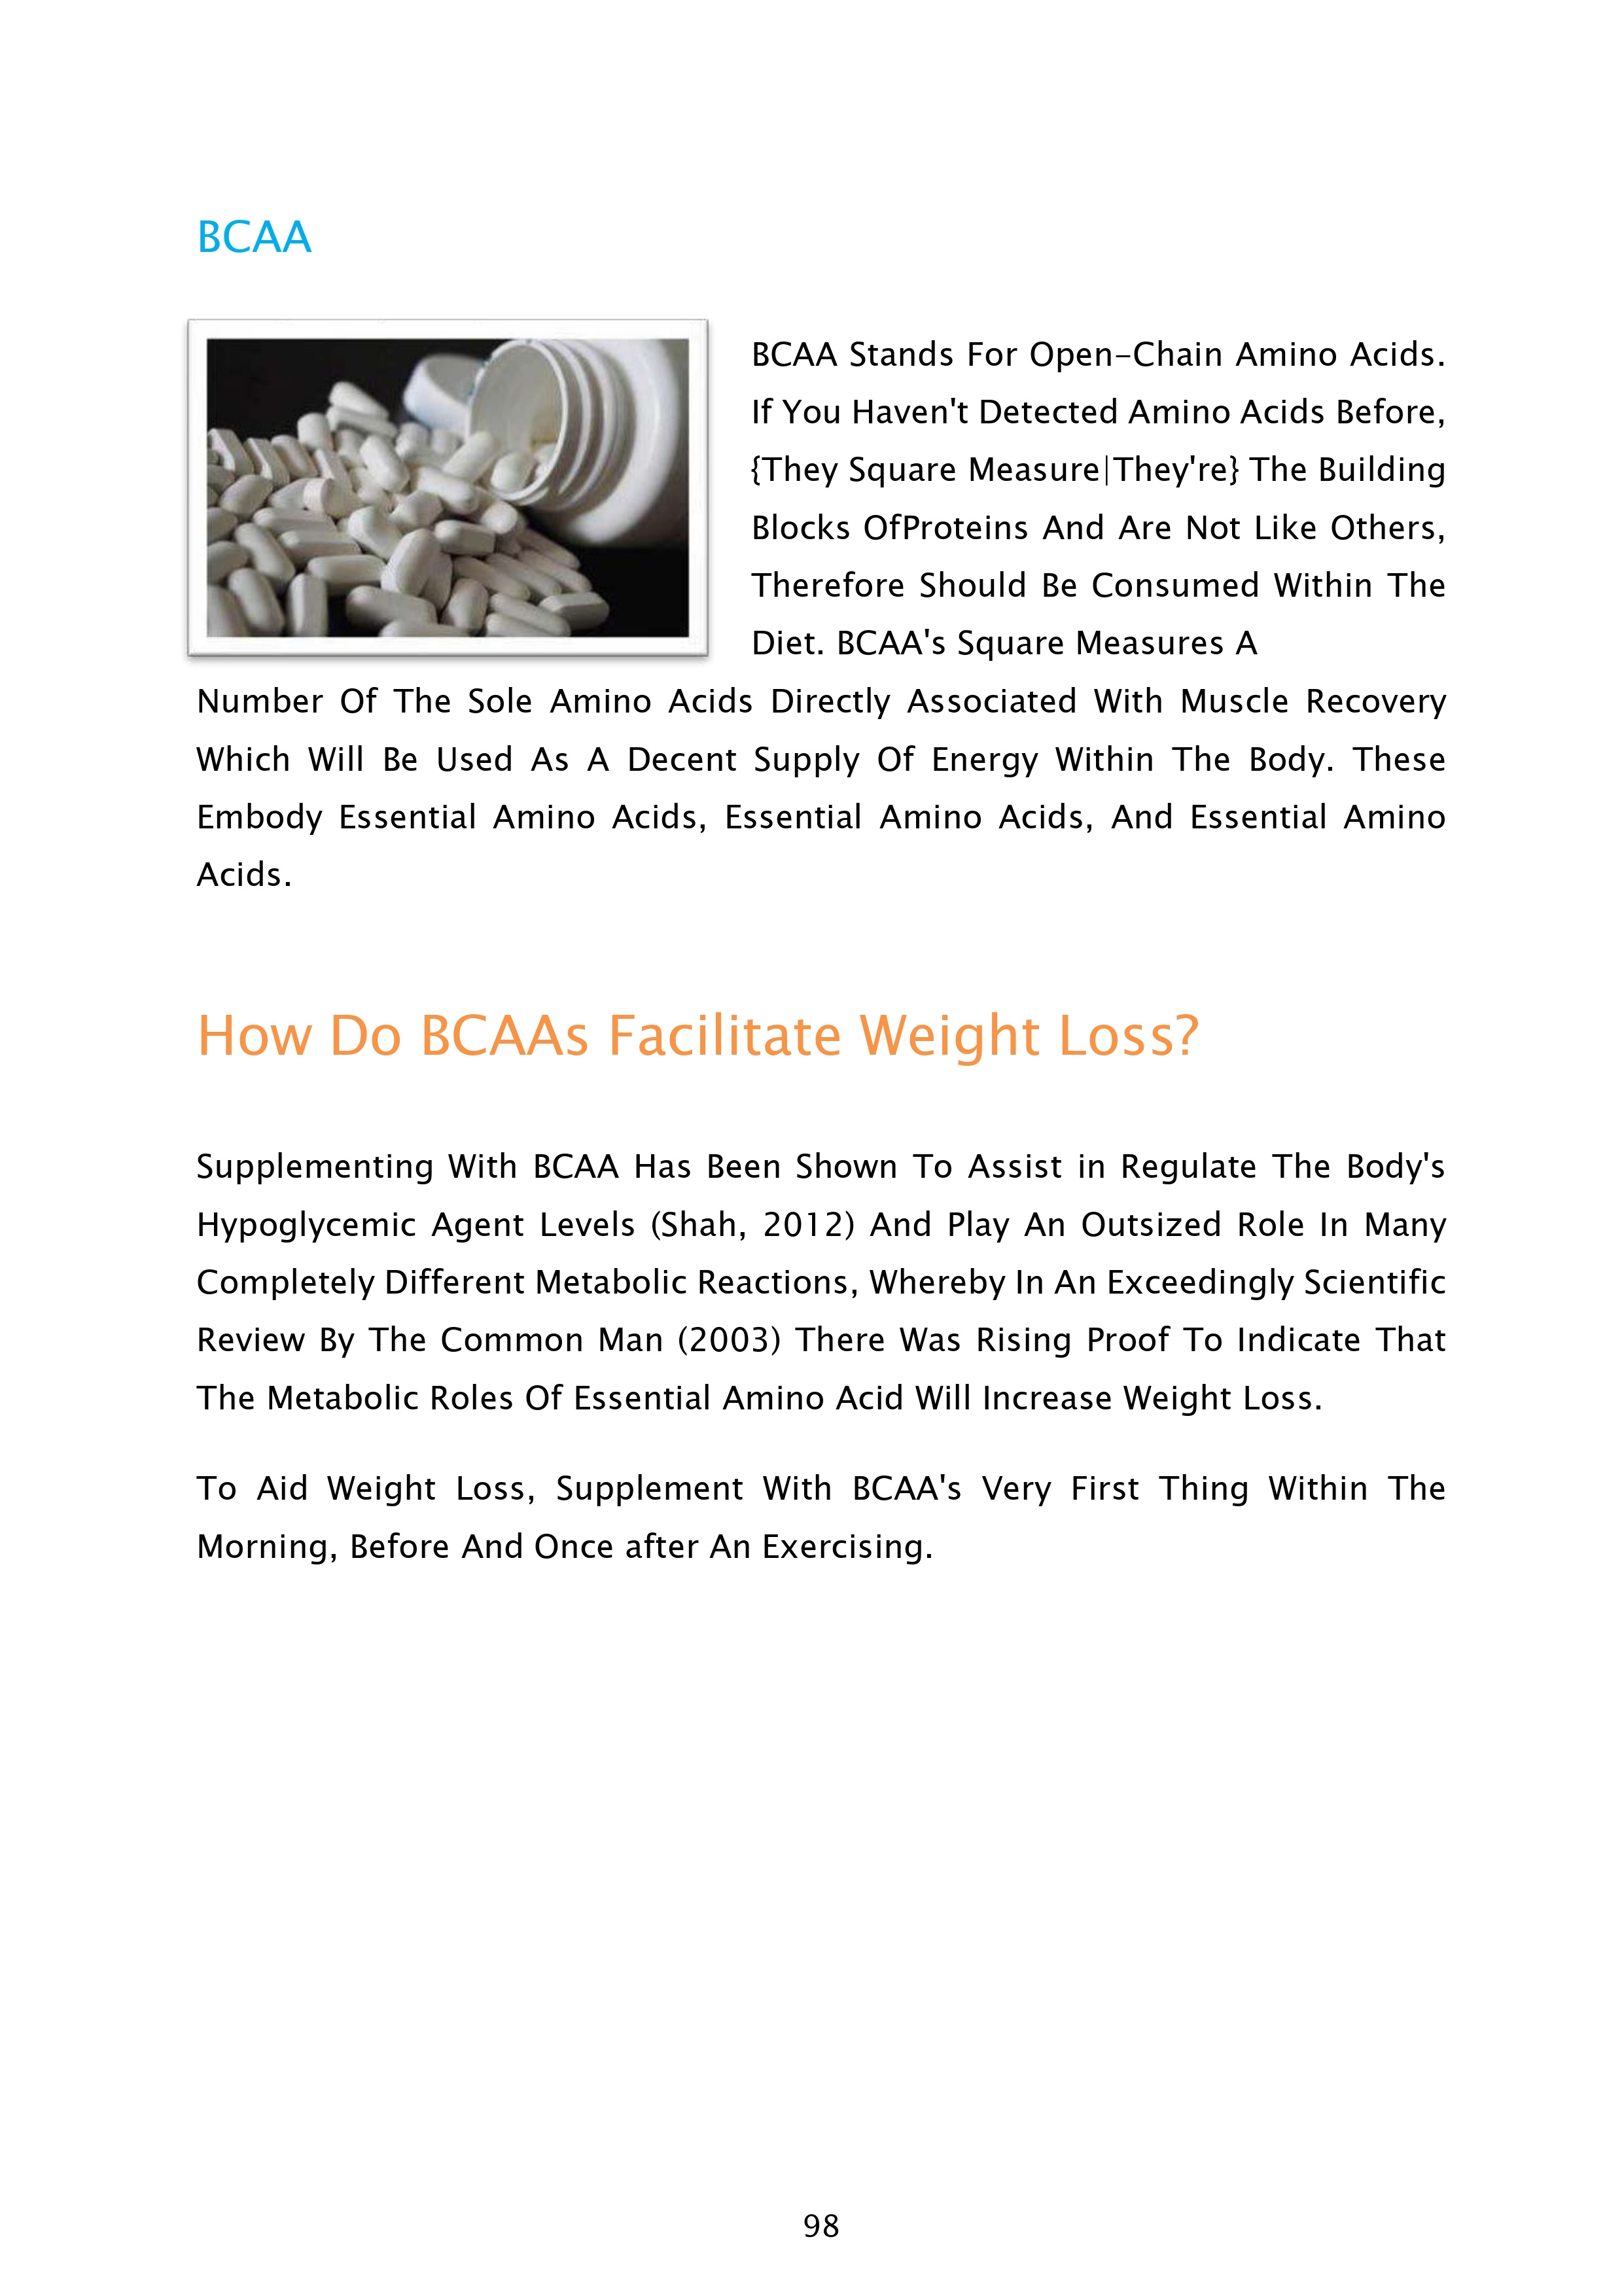 BCAA
BCAA Stands For Open-Chain Amino Acids.
If You Haven't Detected Amino Acids Before,
{They Square Measure|They're} The Building
Blocks OfProteins And Are Not Like Others,
Therefore Should Be Consumed Within The
Diet. BCAA's Square Measures A
Number Of The Sole Amino Acids Directly Associated With Muscle Recovery
Which Will Be Used As A Decent Supply Of Energy Within The Body. These
Embody Essential Amino Acids, Essential Amino Acids, And Essential Amino
Acids.
How Do BCAAs Facilitate Weight Loss?
Supplementing With BCAA Has Been Shown To Assist in Regulate The Body's
Hypoglycemic Agent Levels (Shah, 2012) And Play An Outsized Role In Many
Completely Different Metabolic Reactions, Whereby In An Exceedingly Scientific
Review By The Common Man (2003) There Was Rising Proof To Indicate That
The Metabolic Roles Of Essential Amino Acid Will Increase Weight Loss.
To Aid Weight Loss, Supplement With BCAA's Very First Thing Within The
Morning, Before And Once after An Exercising.
98